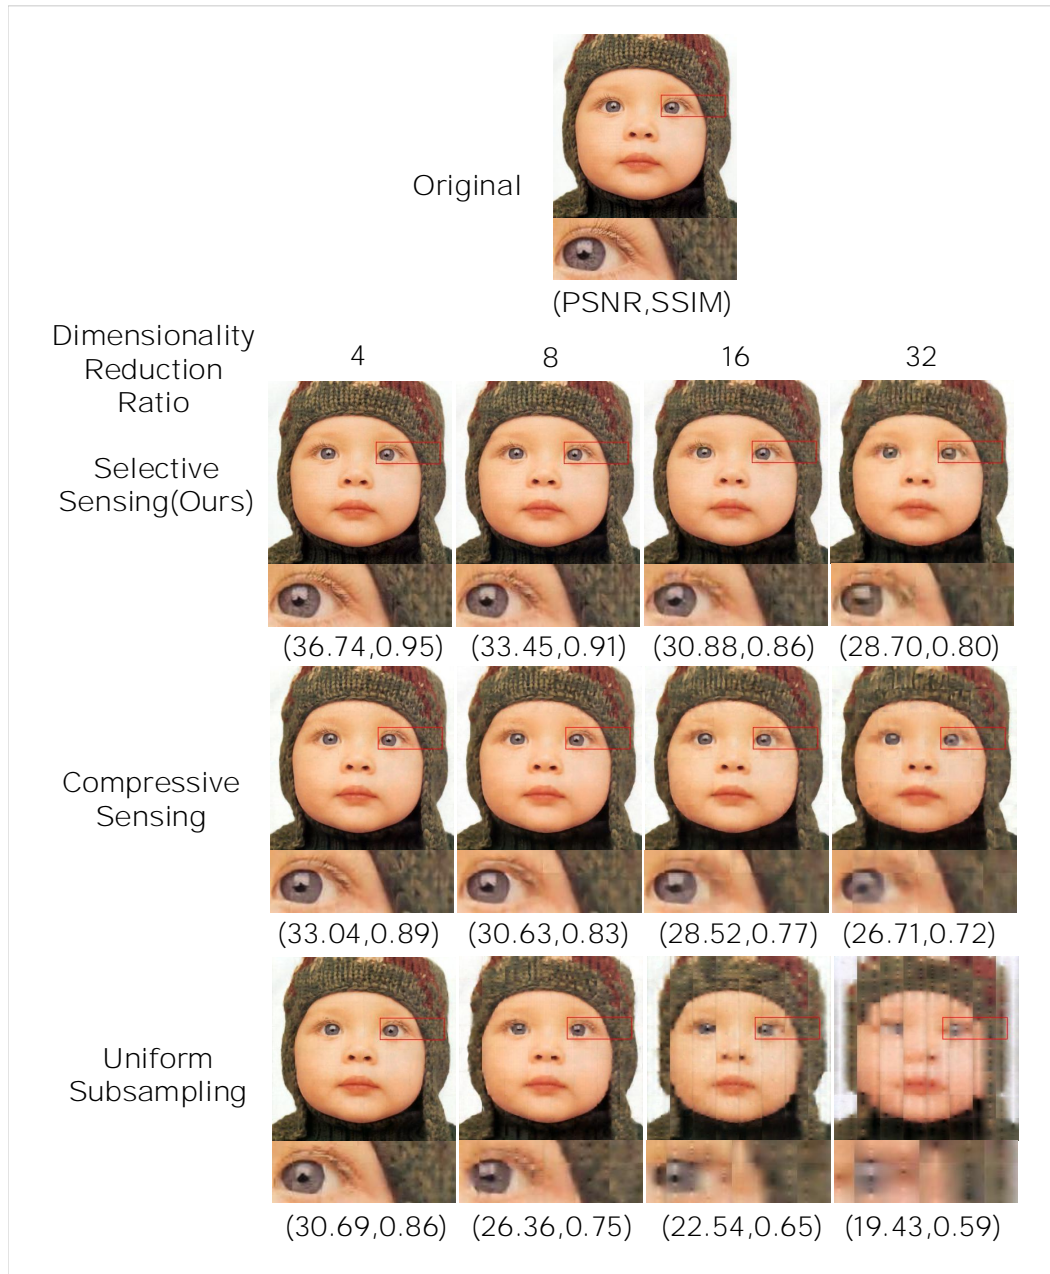 Original
(PSNR,SSIM)
Dimensionality
Reduction
Ratio
4 8 16 32
Selective
Sensing(Ours)
(36.74,0.95) (33.45,0.91) (30.88,0.86) (28.70,0.80)
Compressive
Sensing
(33.04,0.89) (30.63,0.83) (28.52,0.77) (26.71,0.72)
Uniform
Subsampling
(30.69,0.86) (26.36,0.75) (22.54,0.65) (19.43,0.59)